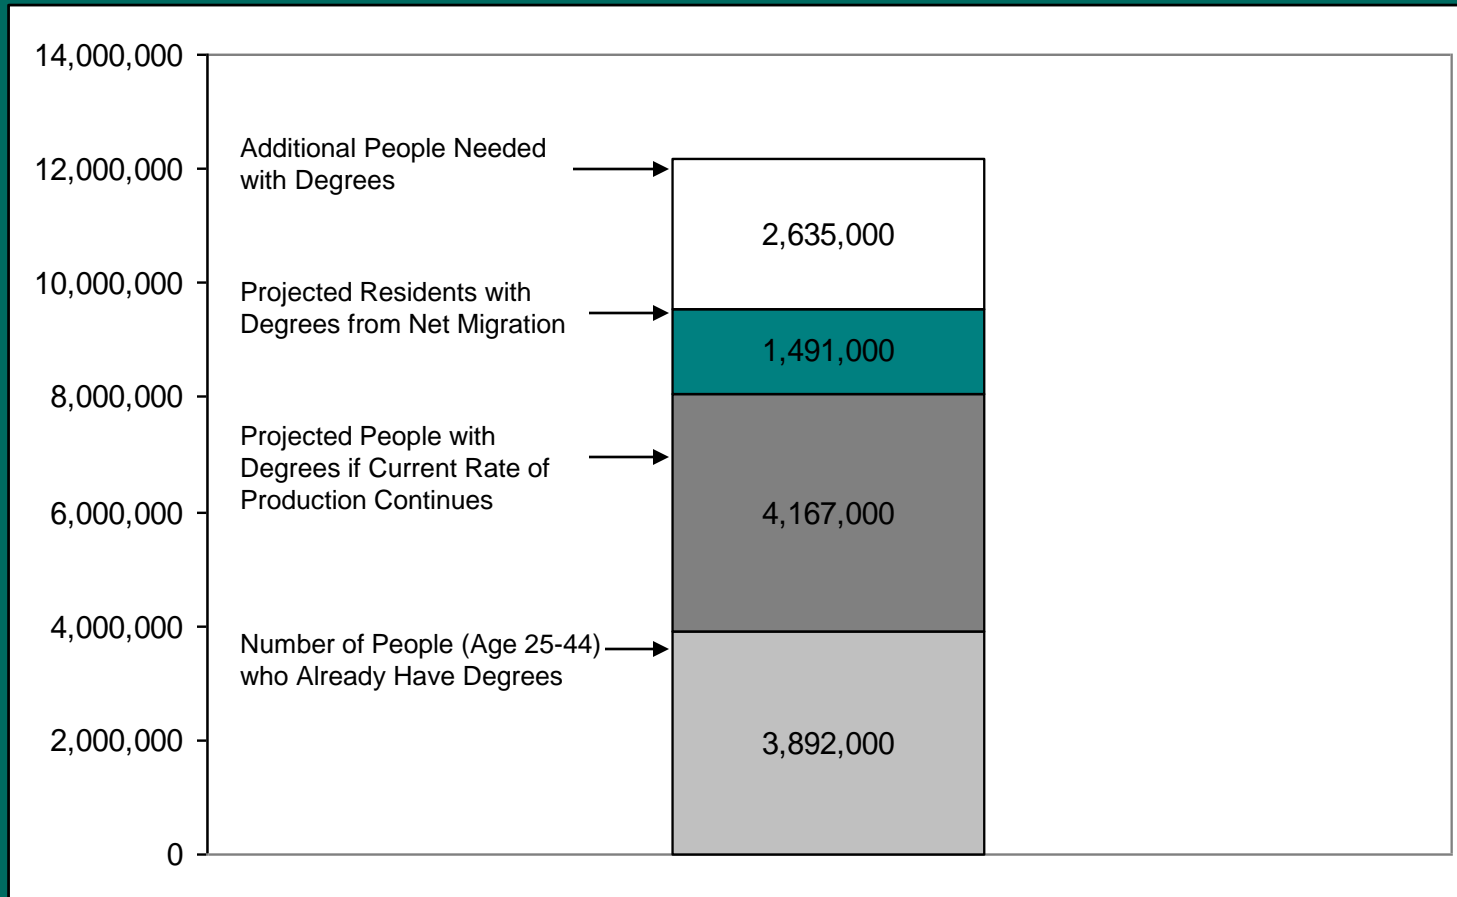 14,000,000
12,000,000
10,000,000
8,000,000
6,000,000
4,000,000
2,000,000
0
Additional People Needed
with Degrees
2,635,000
Projected Residents with
Degrees from Net Migration
1,491,000
Projected People with
Degrees if Current Rate of
Production Continues
4,167,000
Number of People (Age 25-44)
who Already Have Degrees
3,892,000